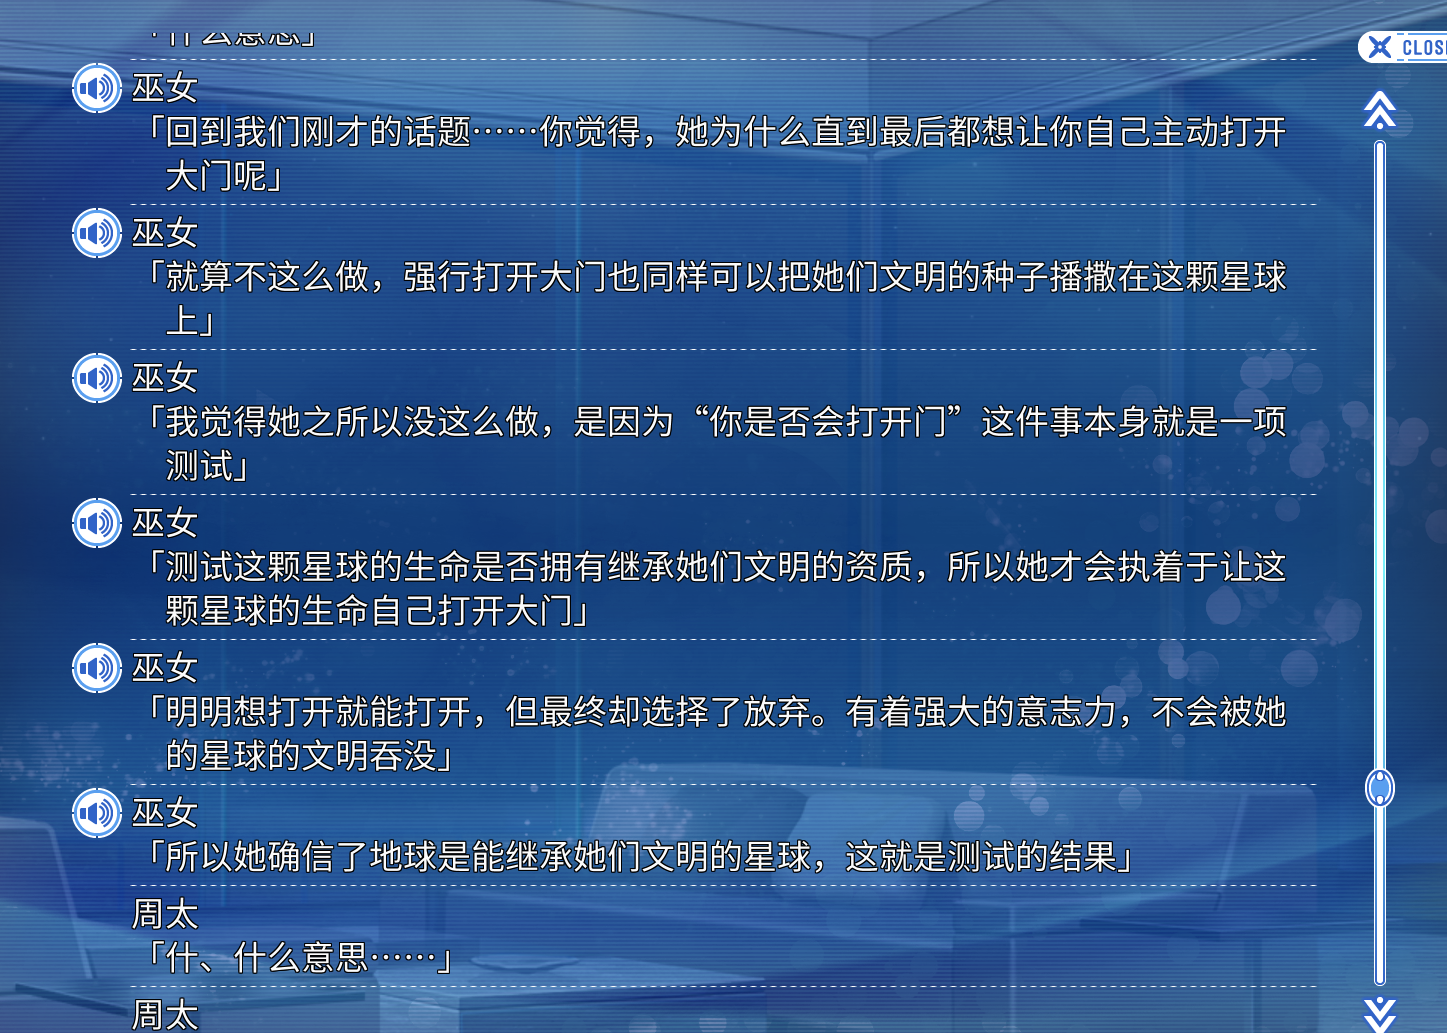 「什么意思」
CLOS
巫女
「回到我们刚才的话题⋯⋯你觉得，她为什么直到最后都想让你自己主动打开
大门呢」
巫女
「就算不这么做，强行打开大门也同样可以把她们文明的种子播撒在这颗星球
上」
巫女
「我觉得她之所以没这么做，是因为“你是否会打开门”这件事本身就是一项
测试」
巫女
「测试这颗星球的生命是否拥有继承她们文明的资质，所以她才会执着于让这
颗星球的生命自己打开大门」
巫女
「明明想打开就能打开，但最终却选择了放弃。有着强大的意志力，不会被她
的星球的文明吞没」
巫女
「所以她确信了地球是能继承她们文明的星球，这就是测试的结果」
周太
「什、什么意思⋯⋯」
周太